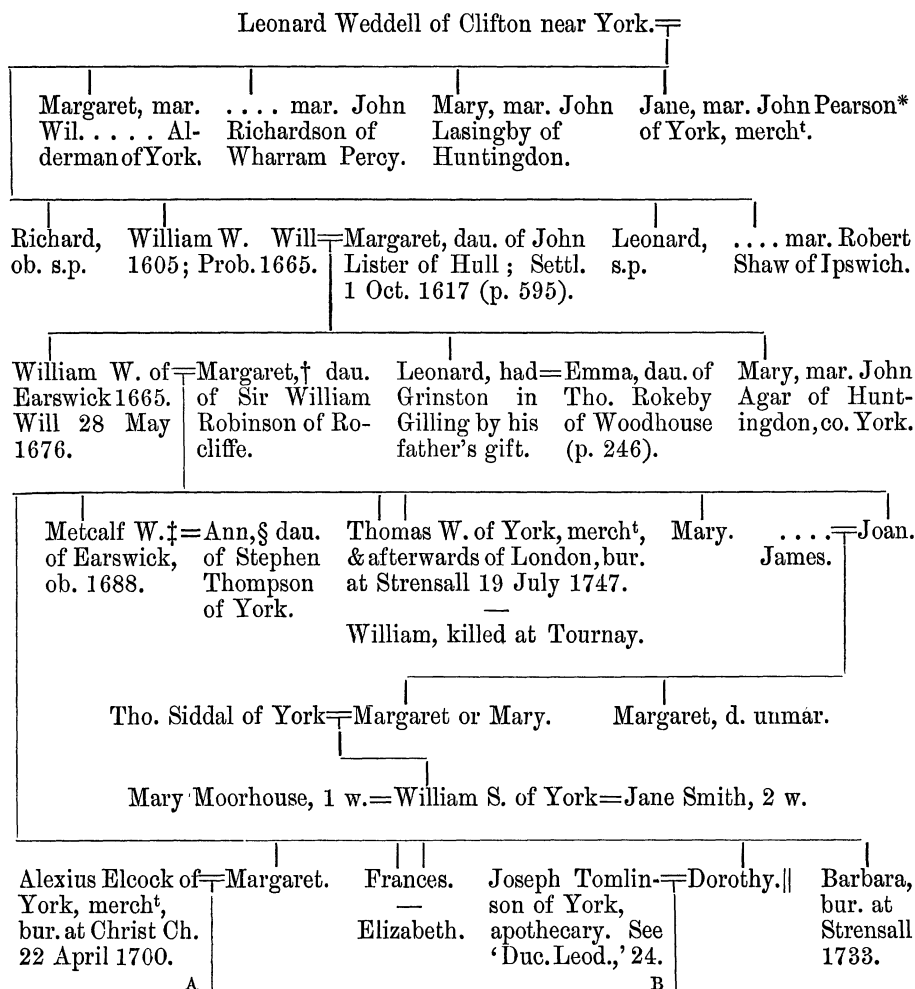 Leonard Weddell of Clifton near York.
Margaret, mar.
Wil. . . . . Al-
derman of York.
. . . . mar. John
Richardson of
Wharram Percy.
Mary, mar. John
Lasingby of
Huntingdon.
Jane, mar. John Pearson*
of York, mercht.
Richard,
ob. s.p.
William W. Will
1605; Prob. 1665.
Margaret, dau. of John
Lister of Hull; Settl.
1 Oct. 1617 (p. 595).
Leonard,
s.p.
. . . . mar. Robert
Shaw of Ipswich.
William W. of
Earswick 1665.
Will 28 May
1676.
Margaret,† dau.
of Sir William
Robinson of Ro-
cliffe.
Leonard, had
Grinston in
Gilling by his
father's gift.
Emma, dau. of
Tho. Rokeby
of Woodhouse
(p. 246).
Mary, mar. John
Agar of Hunt-
ingdon, co. York.
Metcalf W.‡
of Earswick,
ob. 1688.
Ann,§ dau.
of Stephen
Thompson
of York.
Thomas W. of York, mercht,
& afterwards of London, bur.
at Strensall 19 July 1747.
—
William, killed at Tournay.
Mary.
. . . .
James.
Joan.
Tho. Siddal of York
Margaret or Mary.
Margaret, d. unmar.
Mary Moorhouse, 1 w.=William S. of York=Jane Smith, 2 w.
Alexius Elcock of
York, mercht,
bur. at Christ Ch.
22 April 1700.
A
Margaret.
Frances.
—
Elizabeth.
Joseph Tomlin-
son of York,
apothecary. See
'Duc. Leod.,' 24.
B
Dorothy.||
Barbara,
bur. at
Strensall
1733.